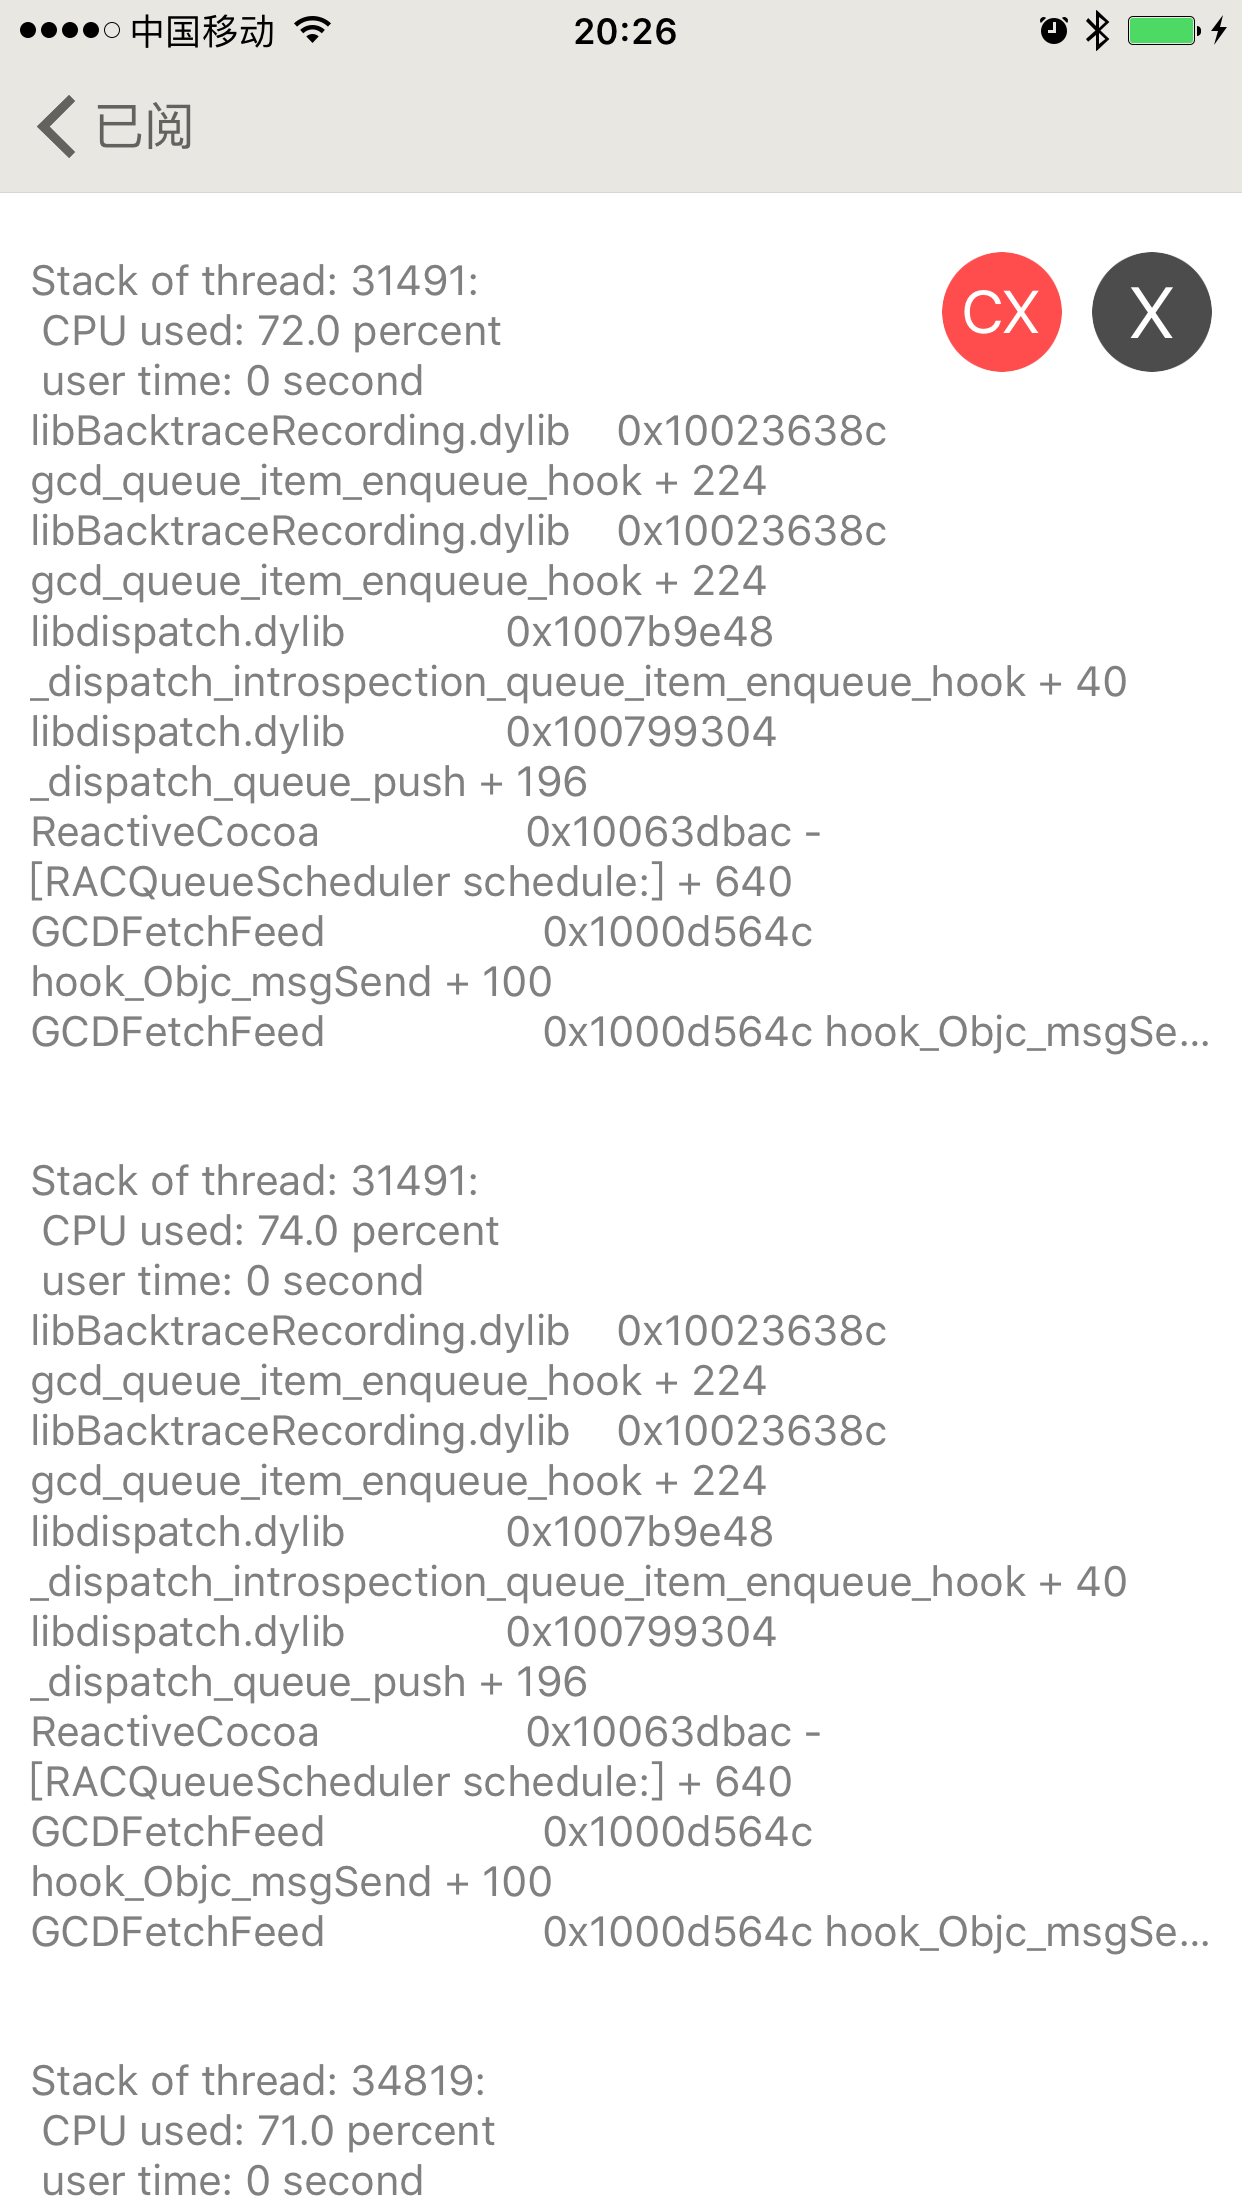 中国移动 20:26
已阅
CX X
Stack of thread: 31491:
CPU used: 72.0 percent
user time: 0 second
libBacktraceRecording.dylib 0x10023638c
gcd_queue_item_enqueue_hook + 224
libBacktraceRecording.dylib 0x10023638c
gcd_queue_item_enqueue_hook + 224
libdispatch.dylib 0x1007b9e48
_dispatch_introspection_queue_item_enqueue_hook + 40
libdispatch.dylib 0x100799304
_dispatch_queue_push + 196
ReactiveCocoa 0x10063dbac -
[RACQueueScheduler schedule:] + 640
GCDFetchFeed 0x1000d564c
hook_Objc_msgSend + 100
GCDFetchFeed 0x1000d564c hook_Objc_msgSe...
Stack of thread: 31491:
CPU used: 74.0 percent
user time: 0 second
libBacktraceRecording.dylib 0x10023638c
gcd_queue_item_enqueue_hook + 224
libBacktraceRecording.dylib 0x10023638c
gcd_queue_item_enqueue_hook + 224
libdispatch.dylib 0x1007b9e48
_dispatch_introspection_queue_item_enqueue_hook + 40
libdispatch.dylib 0x100799304
_dispatch_queue_push + 196
ReactiveCocoa 0x10063dbac -
[RACQueueScheduler schedule:] + 640
GCDFetchFeed 0x1000d564c
hook_Objc_msgSend + 100
GCDFetchFeed 0x1000d564c hook_Objc_msgSe...
Stack of thread: 34819:
CPU used: 71.0 percent
user time: 0 second